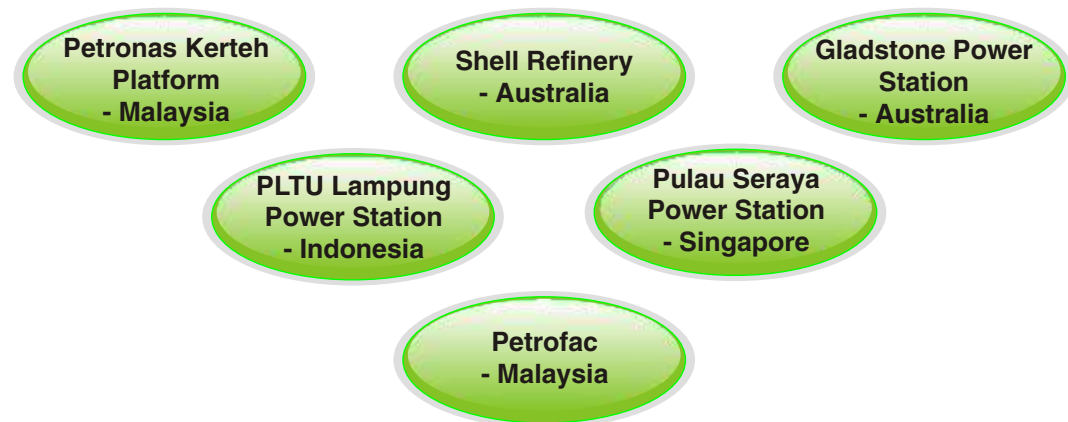 Petronas Kerteh
Platform
- Malaysia
Shell Refinery
- Australia
Gladstone Power
Station
- Australia
PLTU Lampung
Power Station
- Indonesia
Pulau Seraya
Power Station
- Singapore
Petrofac
- Malaysia